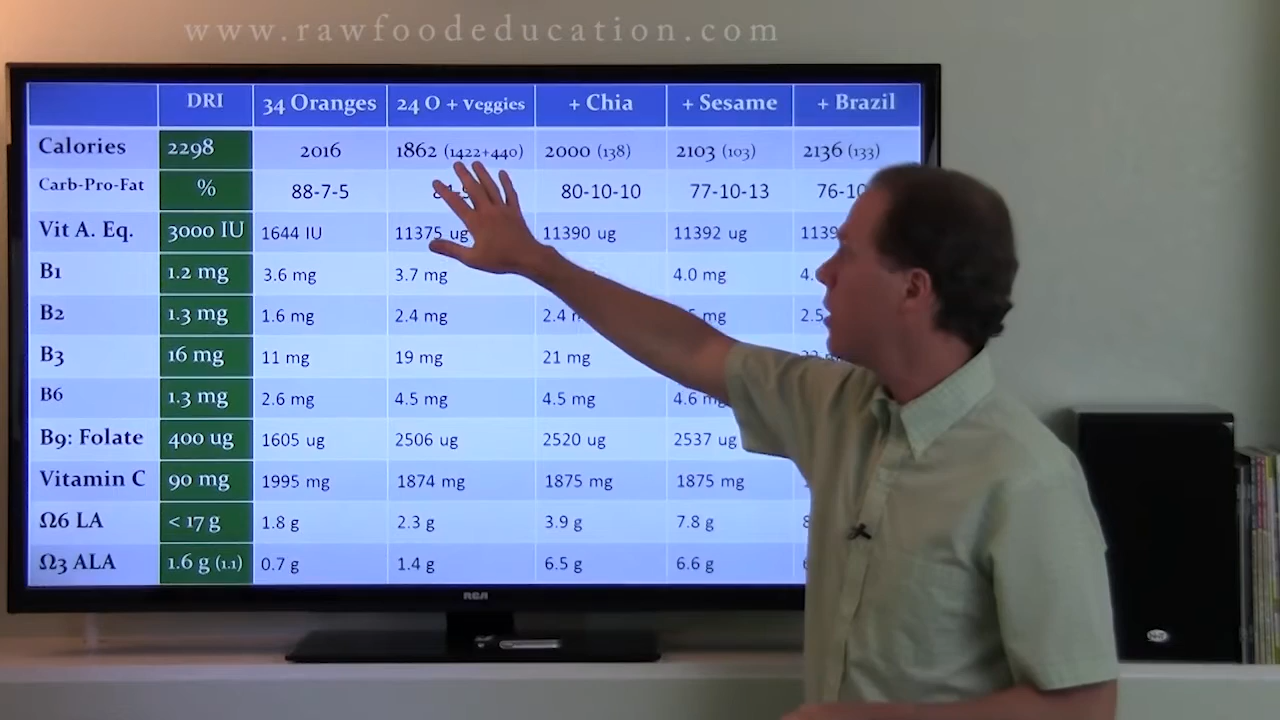 www.rawfoodeducation.com
DRI 34 Oranges 24 O + veggies + Chia + Sesame + Brazil
Calories 2298 2016 1862 (1422+440) 2000 (138) 2103 (103) 2136 (133)
Carb-Pro-Fat % 88-7-5 80-10-10 77-10-13
Vit A. Eq. 3000 IU 1644 IU 11375 ug 11390 ug 11392 ug
B1 1.2 mg 3.6 mg 3.7 mg 4.0 mg
B2 1.3 mg 1.6 mg 2.4 mg 2.4 mg
B3 16 mg 11 mg 19 mg 21 mg
B6 1.3 mg 2.6 mg 4.5 mg 4.5 mg 4.6 mg
B9: Folate 400 ug 1605 ug 2506 ug 2520 ug 2537 ug
Vitamin C 90 mg 1995 mg 1874 mg 1875 mg 1875 mg
Ω6 LA < 17 g 1.8 g 2.3 g 3.9 g 7.8 g
Ω3 ALA 1.6 g (1.1) 0.7 g 1.4 g 6.5 g 6.6 g
RCA